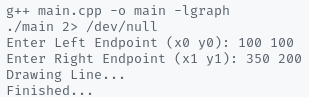 g++ main.cpp -o main -lgraph
./main 2> /dev/null
Enter Left Endpoint (x0 y0): 100 100
Enter Right Endpoint (x1 y1): 350 200
Drawing Line...
Finished...